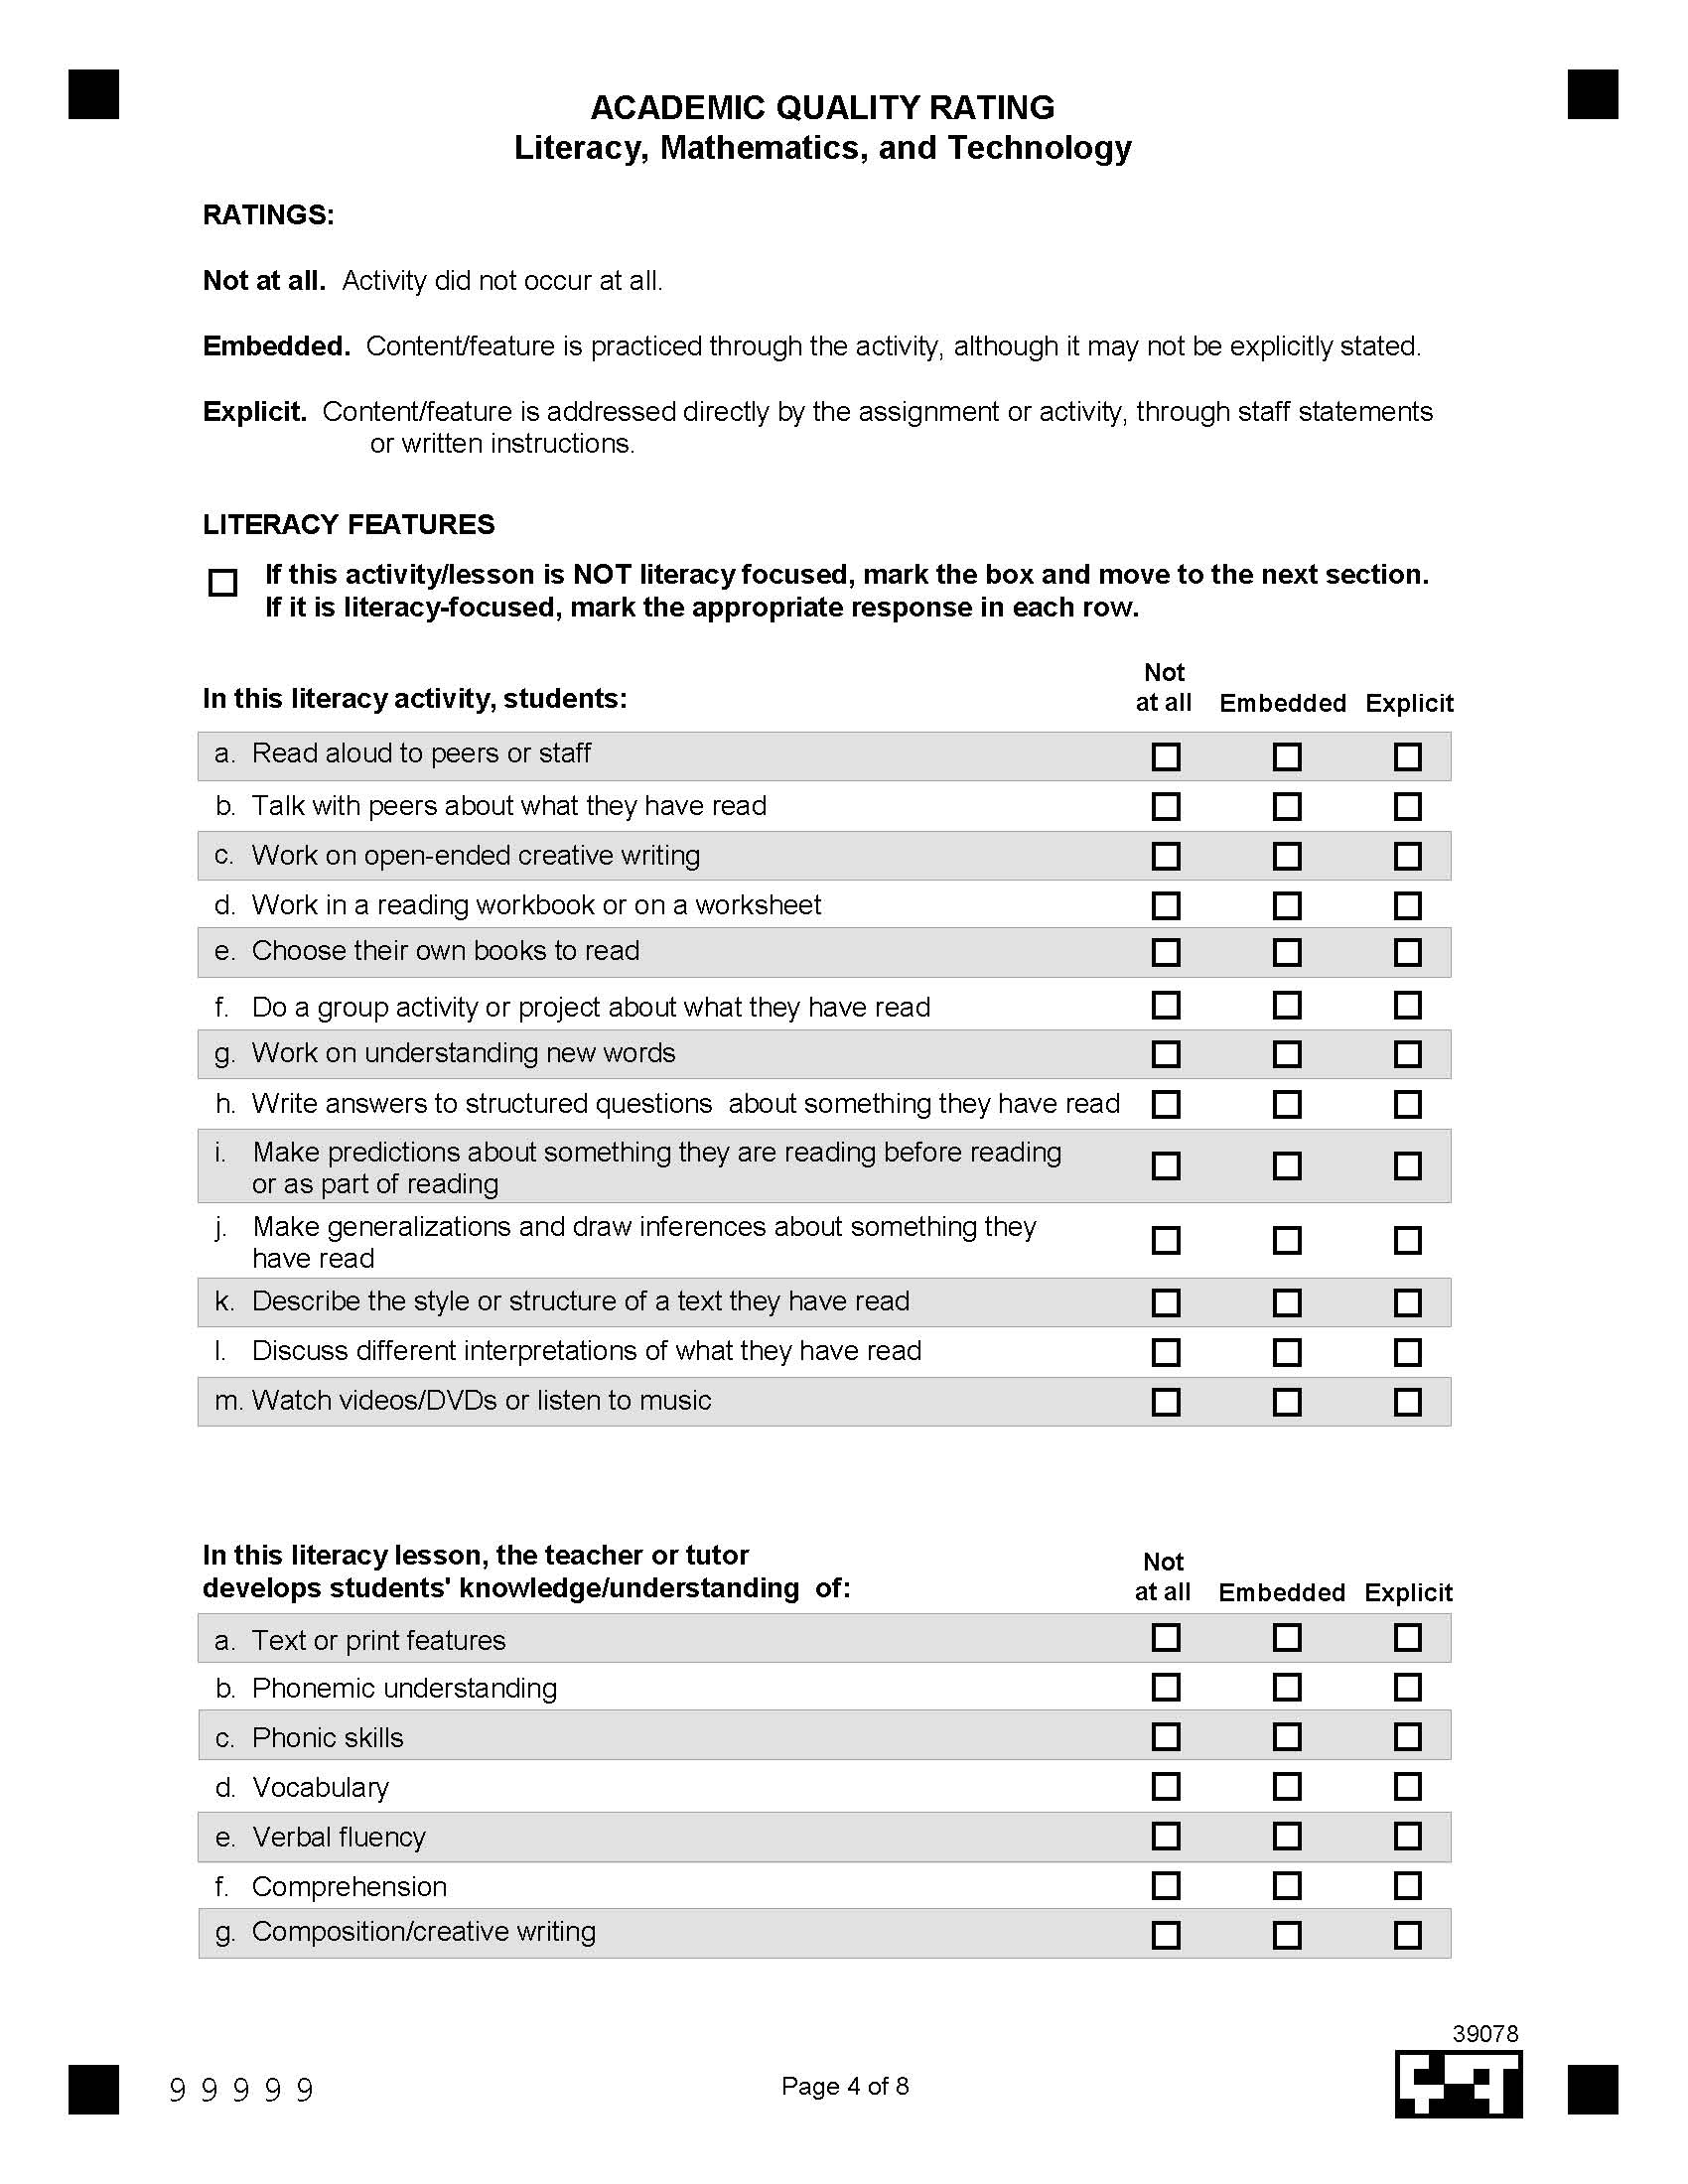 ACADEMIC QUALITY RATING
Literacy, Mathematics, and Technology
RATINGS:
Not at all. Activity did not occur at all.
Embedded. Content/feature is practiced through the activity, although it may not be explicitly stated.
Explicit. Content/feature is addressed directly by the assignment or activity, through staff statements
or written instructions.
LITERACY FEATURES
If this activity/lesson is NOT literacy focused, mark the box and move to the next section.
If it is literacy-focused, mark the appropriate response in each row.
In this literacy activity, students: Not at all Embedded Explicit
a. Read aloud to peers or staff
b. Talk with peers about what they have read
c. Work on open-ended creative writing
d. Work in a reading workbook or on a worksheet
e. Choose their own books to read
f. Do a group activity or project about what they have read
g. Work on understanding new words
h. Write answers to structured questions about something they have read
i. Make predictions about something they are reading before reading
or as part of reading
j. Make generalizations and draw inferences about something they
have read
k. Describe the style or structure of a text they have read
l. Discuss different interpretations of what they have read
m. Watch videos/DVDs or listen to music
In this literacy lesson, the teacher or tutor
develops students' knowledge/understanding of: Not at all Embedded Explicit
a. Text or print features
b. Phonemic understanding
c. Phonic skills
d. Vocabulary
e. Verbal fluency
f. Comprehension
g. Composition/creative writing
39078
99999 Page 4 of 8